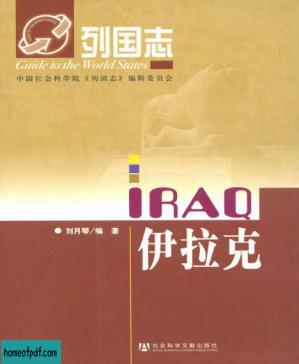 列国志
Guide to the World States
中国社会科学院《列国志》编辑委员会
IRAQ
刘月琴/编 著
伊拉克
社会科学文献出版社
homeofpdf.com
homeofpdf.com